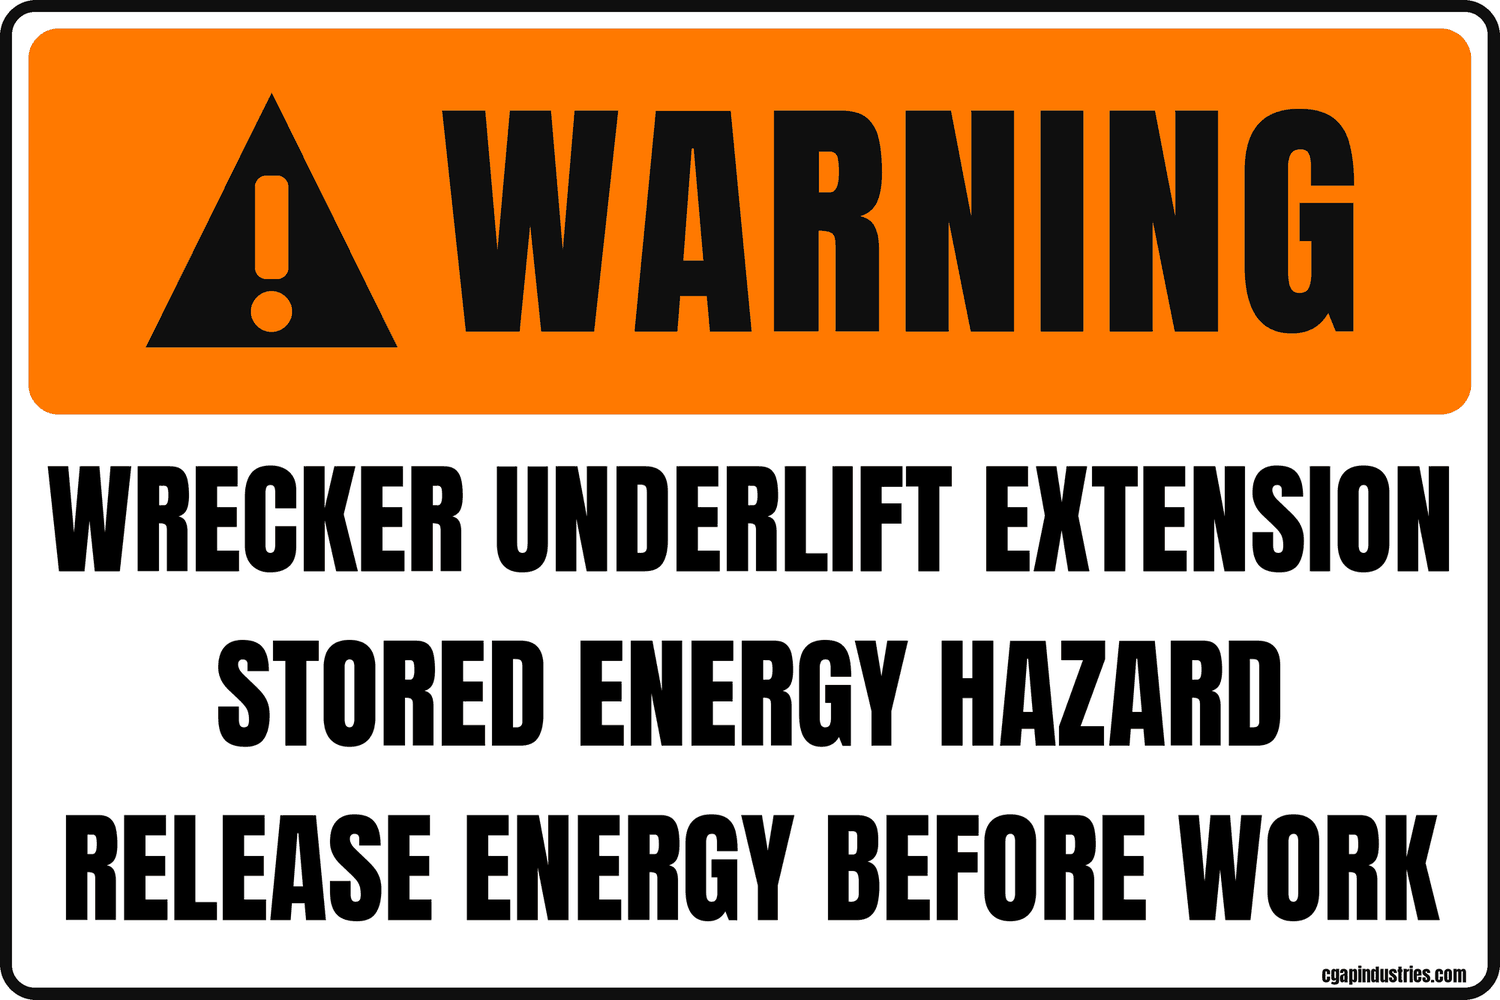 WARNING
WRECKER UNDERLIFT EXTENSION
STORED ENERGY HAZARD
RELEASE ENERGY BEFORE WORK
cgapindustries.com